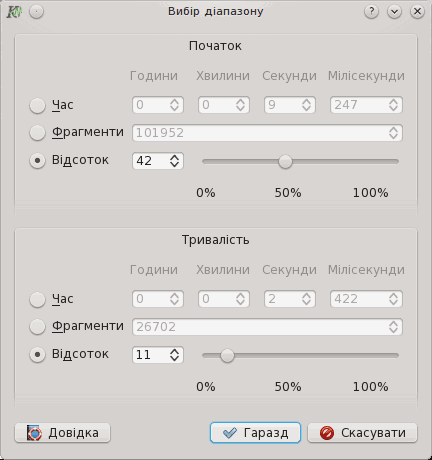 Вибір діапазону
Початок
Години Хвилини Секунди Мілісекунди
Час 0 0 9 247
Фрагменти 101952
Відсоток 42
0% 50% 100%
Тривалість
Години Хвилини Секунди Мілісекунди
Час 0 0 2 422
Фрагменти 26702
Відсоток 11
0% 50% 100%
Довідка Гаразд Скасувати